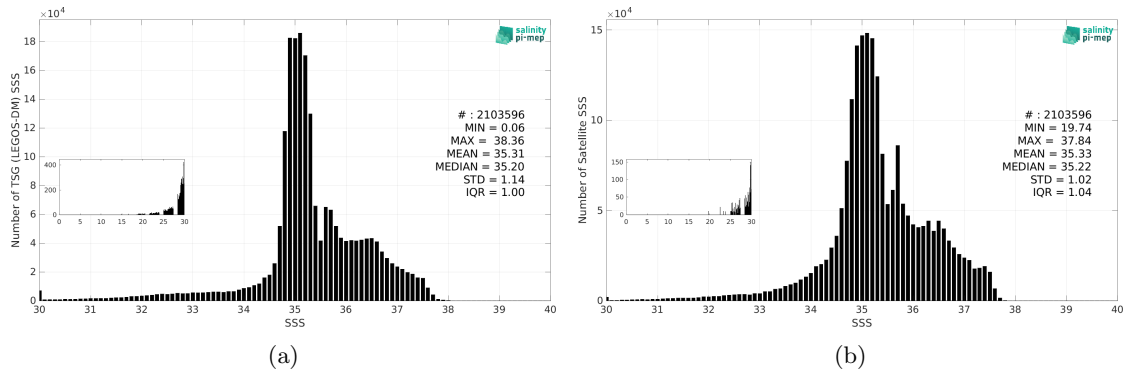 ×10⁴
18
16
14
12
10
8
6
4
2
0
Number of TSG (LEGOS-DM) SSS
salinity
pi-mep
# : 2103596
MIN = 0.06
MAX = 38.36
MEAN = 35.31
MEDIAN = 35.20
STD = 1.14
IQR = 1.00
400
200
0
0 5 10 15 20 25 30
30 31 32 33 34 35 36 37 38 39 40
SSS
(a)
×10⁴
15
10
5
0
Number of Satellite SSS
salinity
pi-mep
# : 2103596
MIN = 19.74
MAX = 37.84
MEAN = 35.33
MEDIAN = 35.22
STD = 1.02
IQR = 1.04
150
100
50
0
0 5 10 15 20 25 30
30 31 32 33 34 35 36 37 38 39 40
SSS
(b)